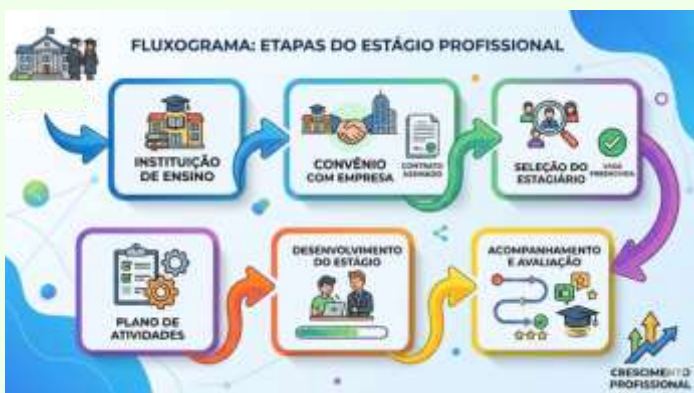 FLUXOGRAMA: ETAPAS DO ESTÁGIO PROFISSIONAL
INSTITUIÇÃO
DE ENSINO
CONVÊNIO
COM EMPRESA
CONTRATO
ASSINADO
SELEÇÃO DO
ESTAGIÁRIO
VAGA
PREENCHIDA
PLANO DE
ATIVIDADES
DESENVOLVIMENTO
DO ESTÁGIO
ACOMPANHAMENTO
E AVALIAÇÃO
CRESCIMENTO
PROFISSIONAL